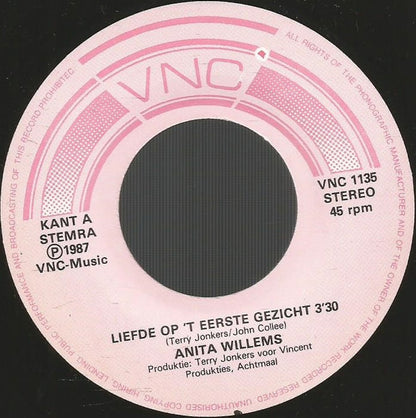 VNC
KANT A
STEMRA
Ⓟ1987
VNC-Music
VNC 1135
STEREO
45 rpm
LIEFDE OP 'T EERSTE GEZICHT 3'30
(Terry Jonkers/John Collee)
ANITA WILLEMS
Produktie: Terry Jonkers voor Vincent
Produkties, Achtmaal
ALL RIGHTS OF THE PHONOGRAPHIC MANUFACTURER AND OF THE OWNER OF THE RECORDED WORK RESERVED UNAUTHORISED COPYING HIRING, LENDING, PUBLIC PERFORMANCE AND BROADCASTING OF THIS RECORD PROHIBITED